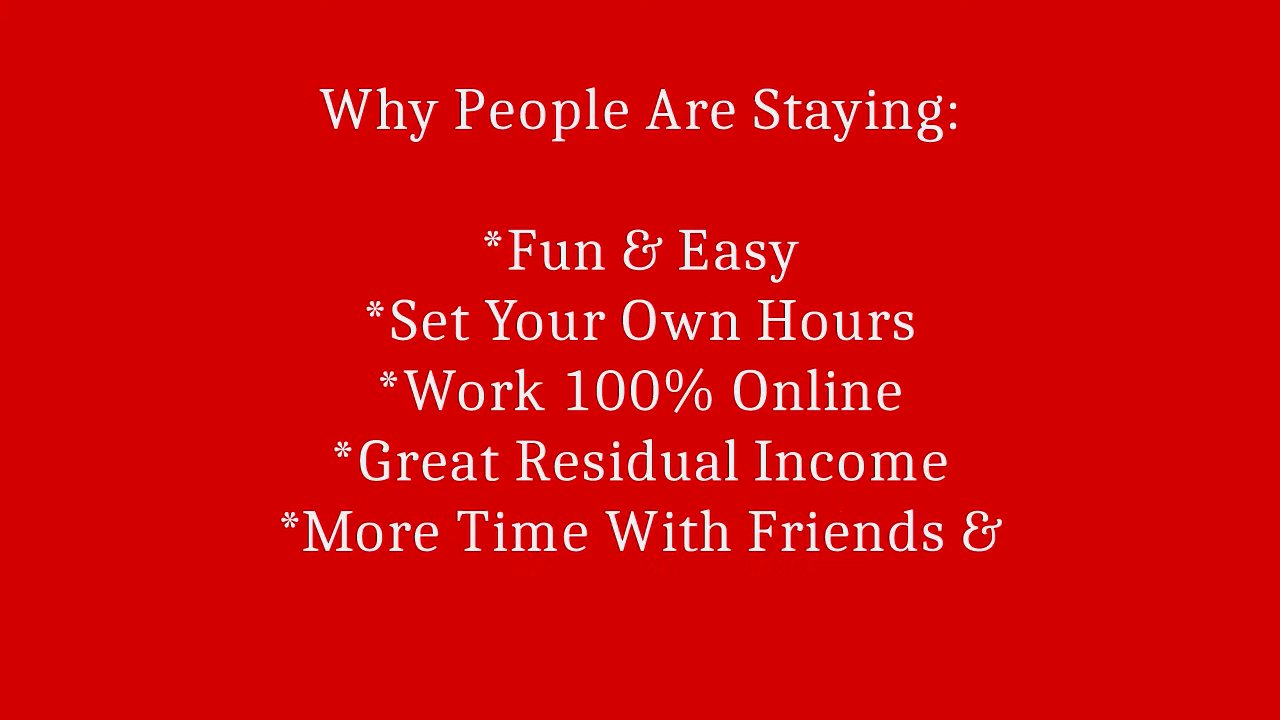 Why People Are Staying:
*Fun & Easy
*Set Your Own Hours
*Work 100% Online
*Great Residual Income
*More Time With Friends &